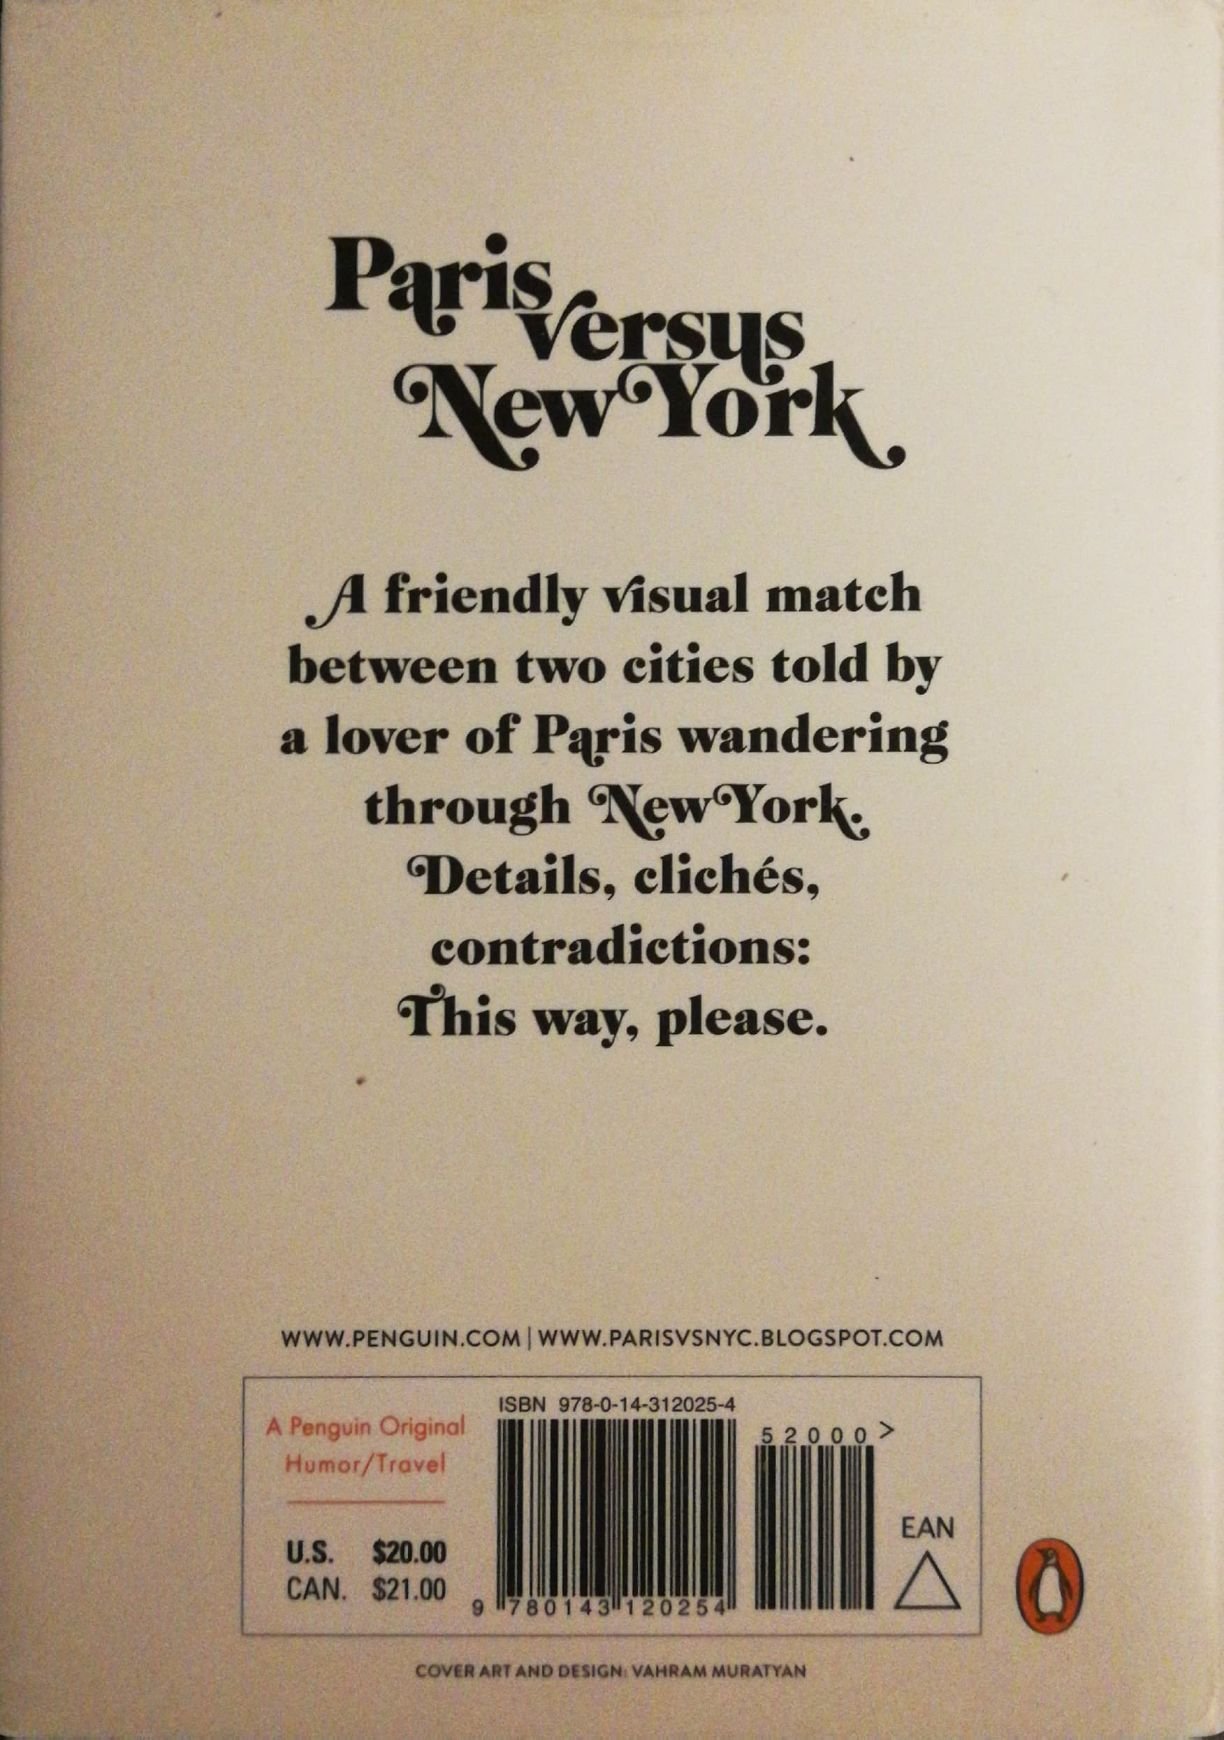 Paris
versus
New York
A friendly visual match
between two cities told by
a lover of Paris wandering
through New York.
Details, clichés,
contradictions:
This way, please.
WWW.PENGUIN.COM | WWW.PARISVSNYC.BLOGSPOT.COM
A Penguin Original
Humor/Travel
U.S. $20.00
CAN. $21.00
ISBN 978-0-14-312025-4
9 780143 120254
52000>
EAN
COVER ART AND DESIGN: VAHRAM MURATYAN